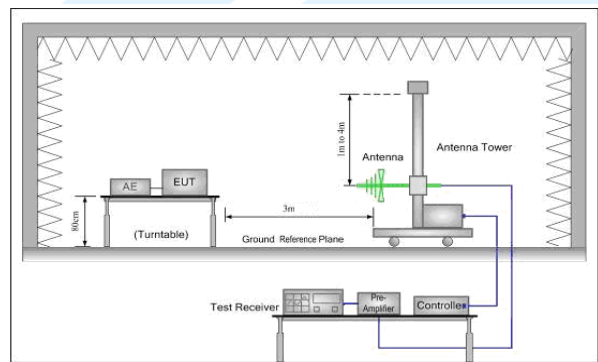 1m to 4m
Antenna
Antenna Tower
AE
EUT
80cm
(Turntable)
3m
Ground Reference Plane
Test Receiver
Pre-
Amplifier
Controller